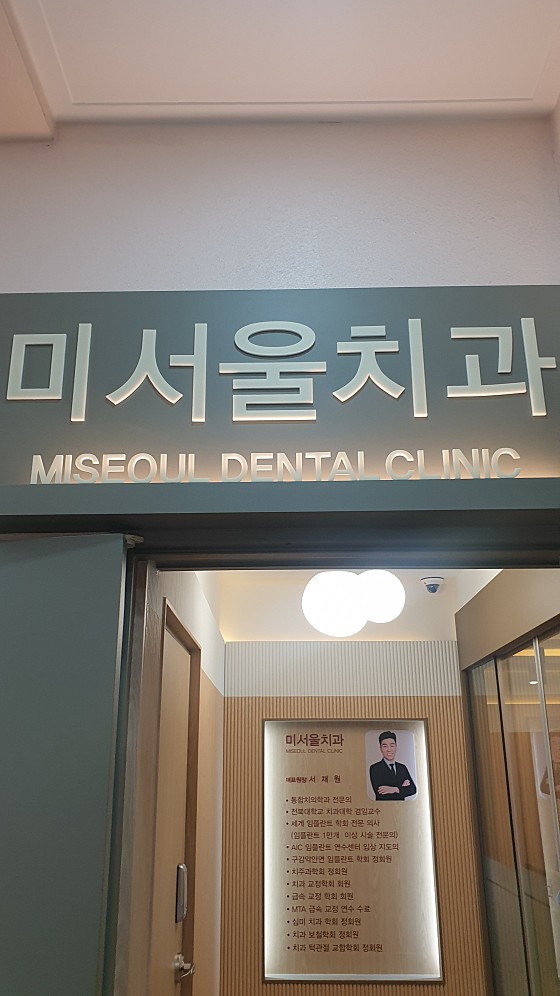 미서울치과
MISEOUL DENTAL CLINIC
미서울치과
MISEOUL DENTAL CLINIC
대표원장 서 재 원
• 통합치의학과 전문의
• 전북대학교 치과대학 겸임교수
• 세계 임플란트 학회 전문 의사
(임플란트 1만개 이상 시술 전문의)
• AIC 임플란트 연수센터 임상 지도의
• 구강악안면 임플란트 학회 정회원
• 치주과학회 정회원
• 치과 교정학회 회원
• 급속 교정 학회 회원
• MTA 급속 교정 연수 수료
• 심미 치과 학회 정회원
• 치과 보철학회 정회원
• 치과 턱관절 교합학회 정회원